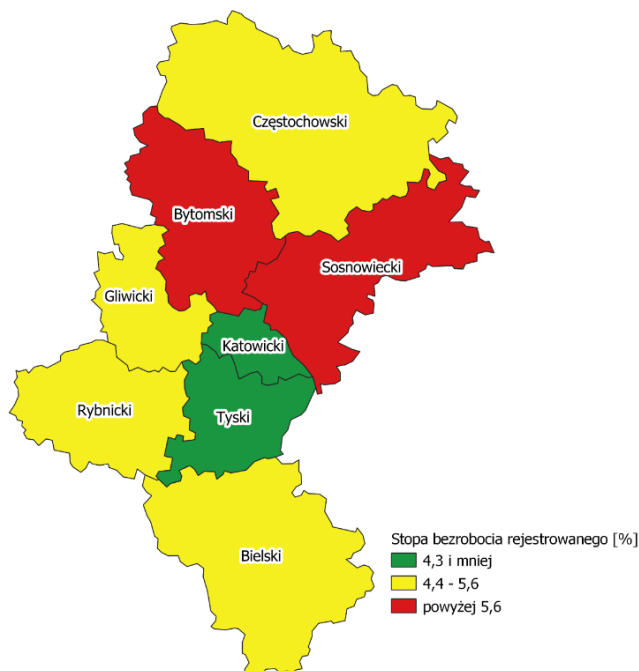 Częstochowski
Bytomski
Sosnowiecki
Gliwicki
Katowicki
Rybnicki
Tyski
Bielski
Stopa bezrobocia rejestrowanego [%]
4,3 i mniej
4,4 - 5,6
powyżej 5,6